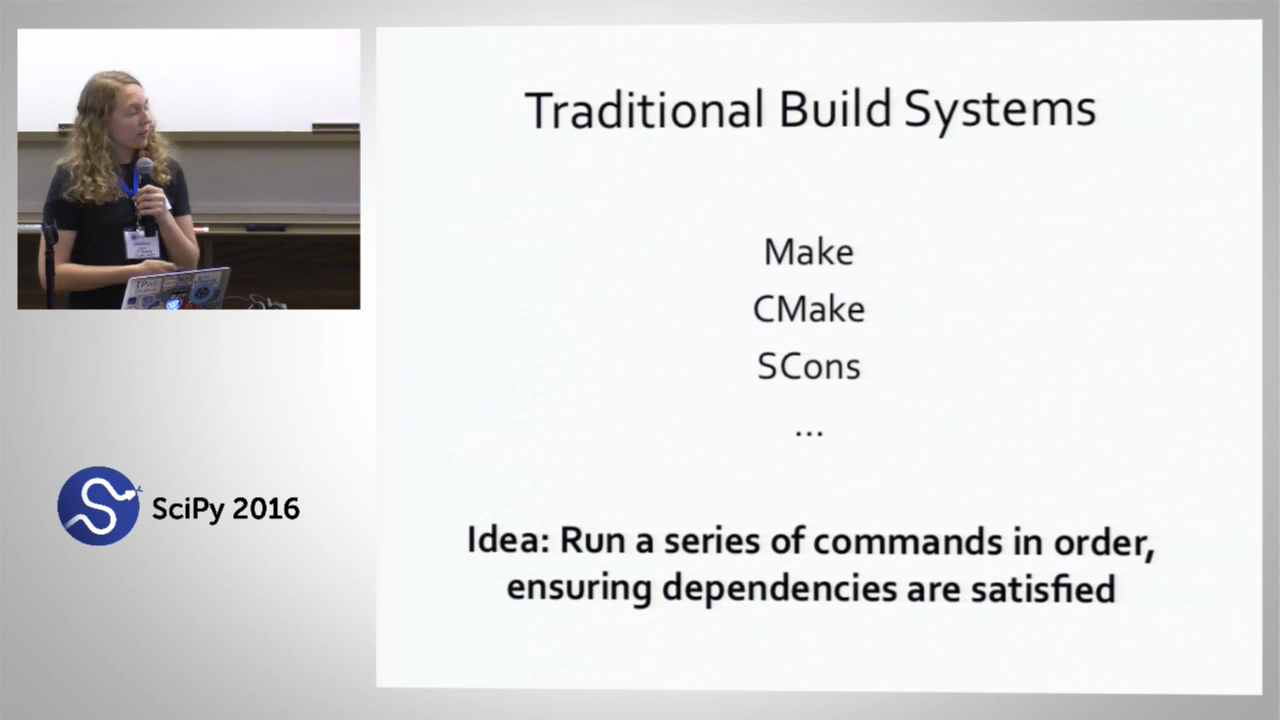 Traditional Build Systems
Make
CMake
SCons
...
Idea: Run a series of commands in order,
ensuring dependencies are satisfied
SciPy 2016